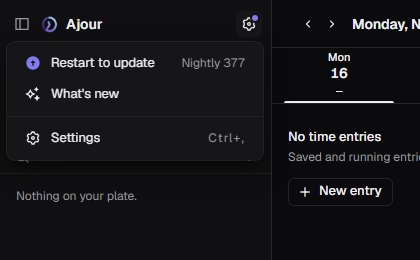 Ajour
Restart to update Nightly 377
What's new
Settings Ctrl+,
Nothing on your plate.
Monday, N
Mon
16
–
No time entries
Saved and running entri
+ New entry